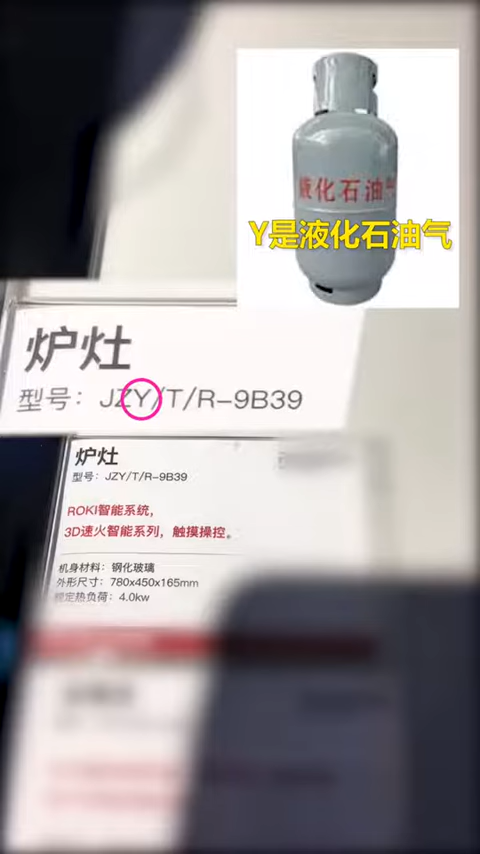 液化石油气
Y是液化石油气
炉灶
型号：JZY/T/R-9B39
炉灶
型号：JZY/T/R-9B39
ROKI智能系统，
3D速火智能系列，触摸操控。
机身材料：钢化玻璃
外形尺寸：780x450x165mm
额定热负荷：4.0kw